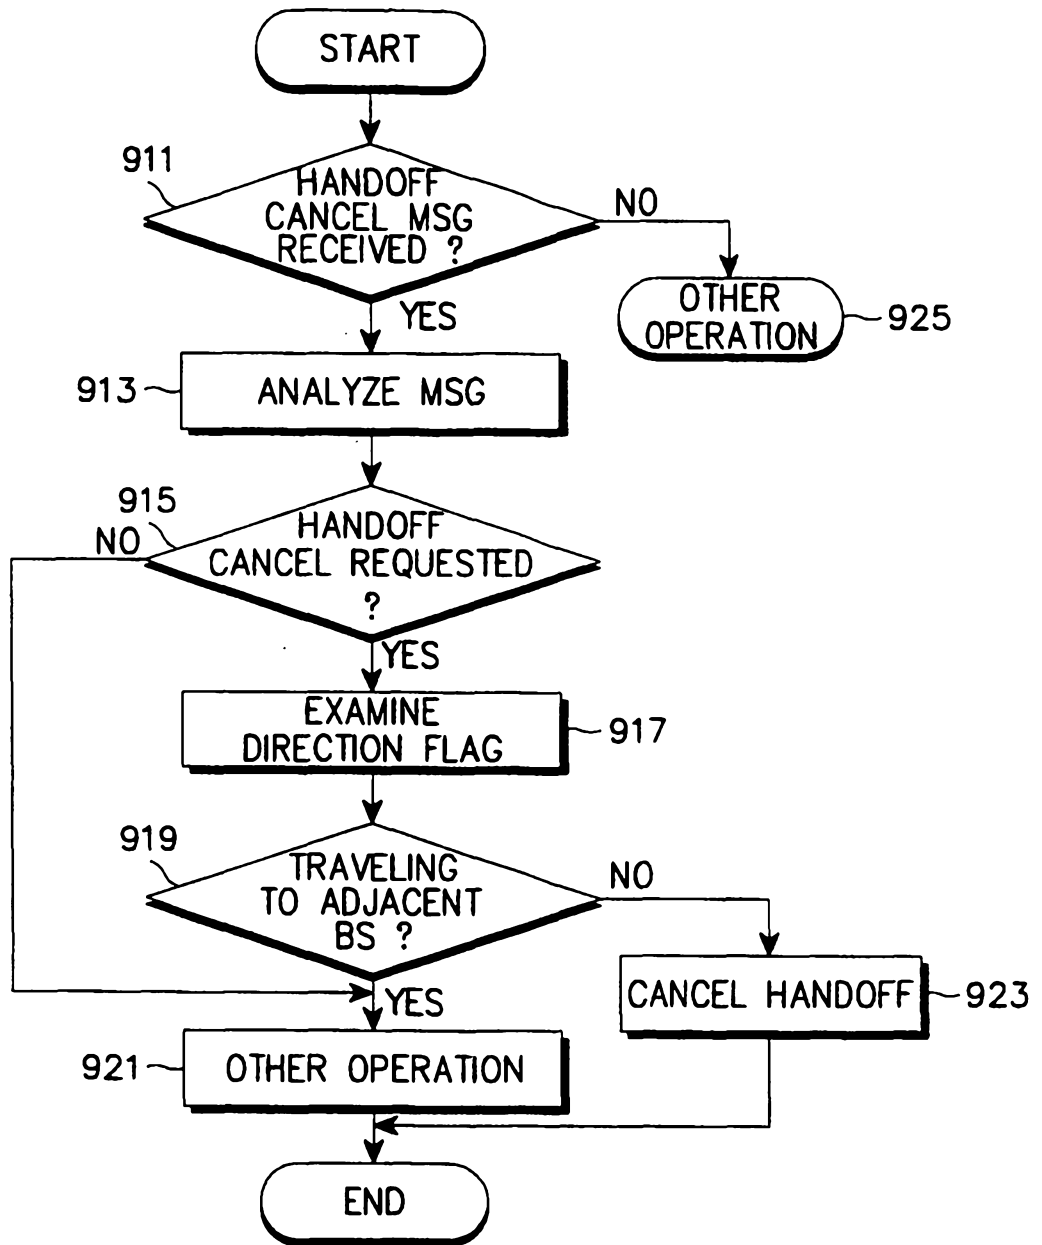 START
911
HANDOFF
CANCEL MSG
RECEIVED ?
NO
OTHER
OPERATION
925
YES
913
ANALYZE MSG
915
NO
HANDOFF
CANCEL REQUESTED
?
YES
EXAMINE
DIRECTION FLAG
917
919
TRAVELING
TO ADJACENT
BS ?
NO
CANCEL HANDOFF
923
YES
921
OTHER OPERATION
END